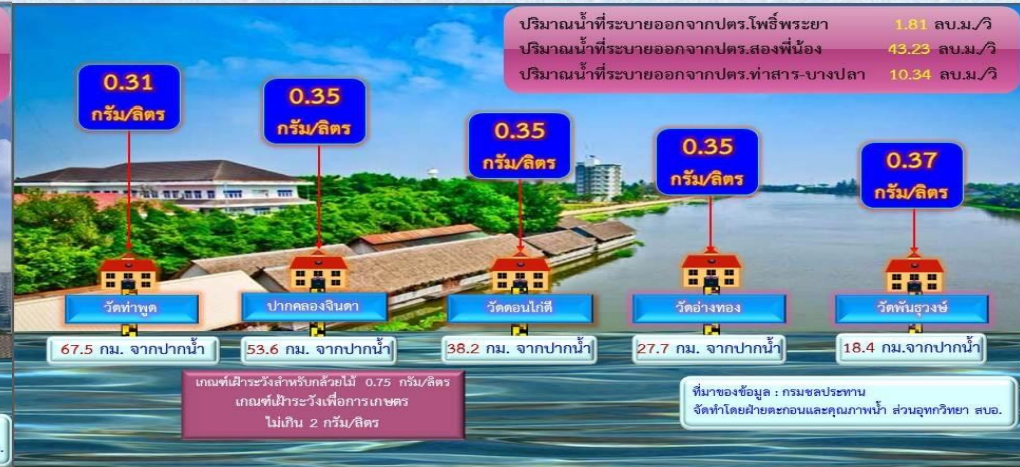 ปริมาณน้ำที่ระบายออกจากปตร.โพธิ์พระยา 1.81 ลบ.ม./วิ
ปริมาณน้ำที่ระบายออกจากปตร.สองพี่น้อง 43.23 ลบ.ม./วิ
ปริมาณน้ำที่ระบายออกจากปตร.ท่าสาร-บางปลา 10.34 ลบ.ม./วิ
0.31
กรัม/ลิตร
0.35
กรัม/ลิตร
0.35
กรัม/ลิตร
0.35
กรัม/ลิตร
0.37
กรัม/ลิตร
วัดท่าพูด
ปากคลองจินดา
วัดดอนไก่ดี
วัดอ่างทอง
วัดพันธุวงษ์
67.5 กม. จากปากน้ำ
53.6 กม. จากปากน้ำ
38.2 กม. จากปากน้ำ
27.7 กม. จากปากน้ำ
18.4 กม.จากปากน้ำ
เกณฑ์เฝ้าระวังสำหรับกล้วยไม้ 0.75 กรัม/ลิตร
เกณฑ์เฝ้าระวังเพื่อการเกษตร
ไม่เกิน 2 กรัม/ลิตร
ที่มาของข้อมูล : กรมชลประทาน
จัดทำโดยฝ่ายตะกอนและคุณภาพน้ำ ส่วนอุทกวิทยา สบอ.